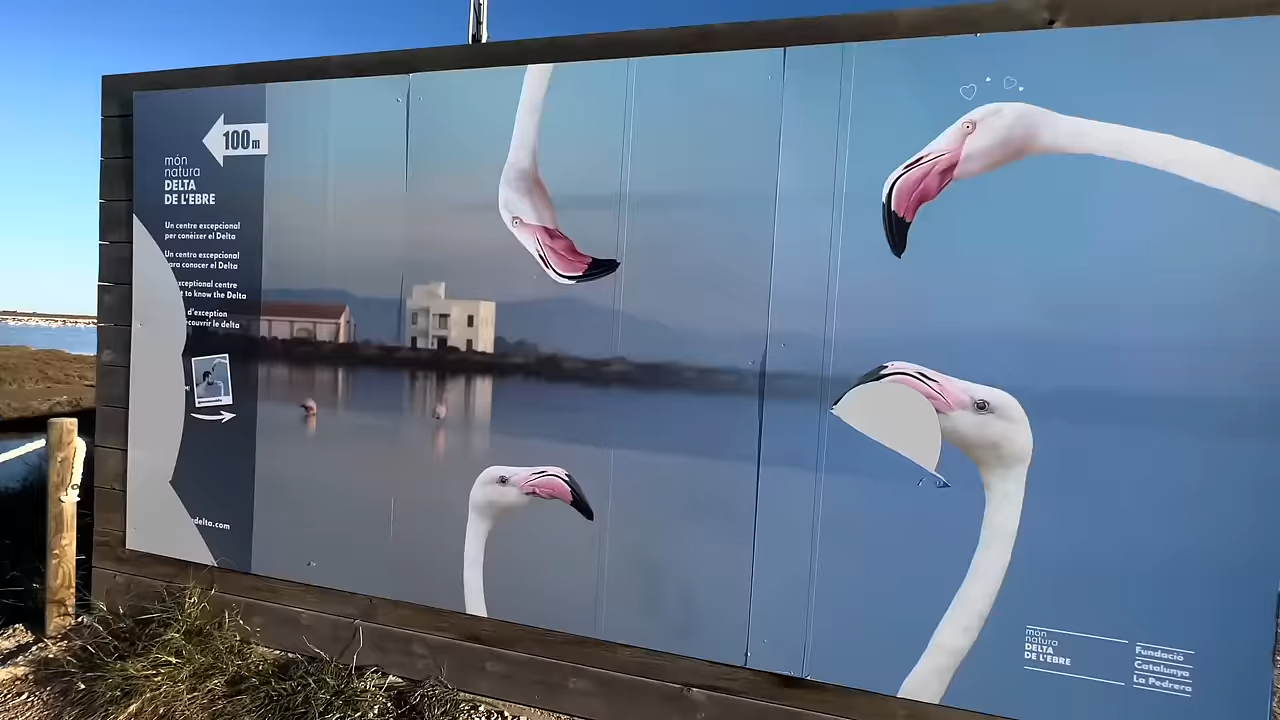 100m
món
natura
DELTA
DE L'EBRE
Un centre excepcional
per conèixer el Delta
Un centro excepcional
para conocer el Delta
exceptional centre
to know the Delta
d'exception
découvrir le delta
delta.com
món
natura
DELTA
DE L'EBRE
Fundació
Catalunya
La Pedrera